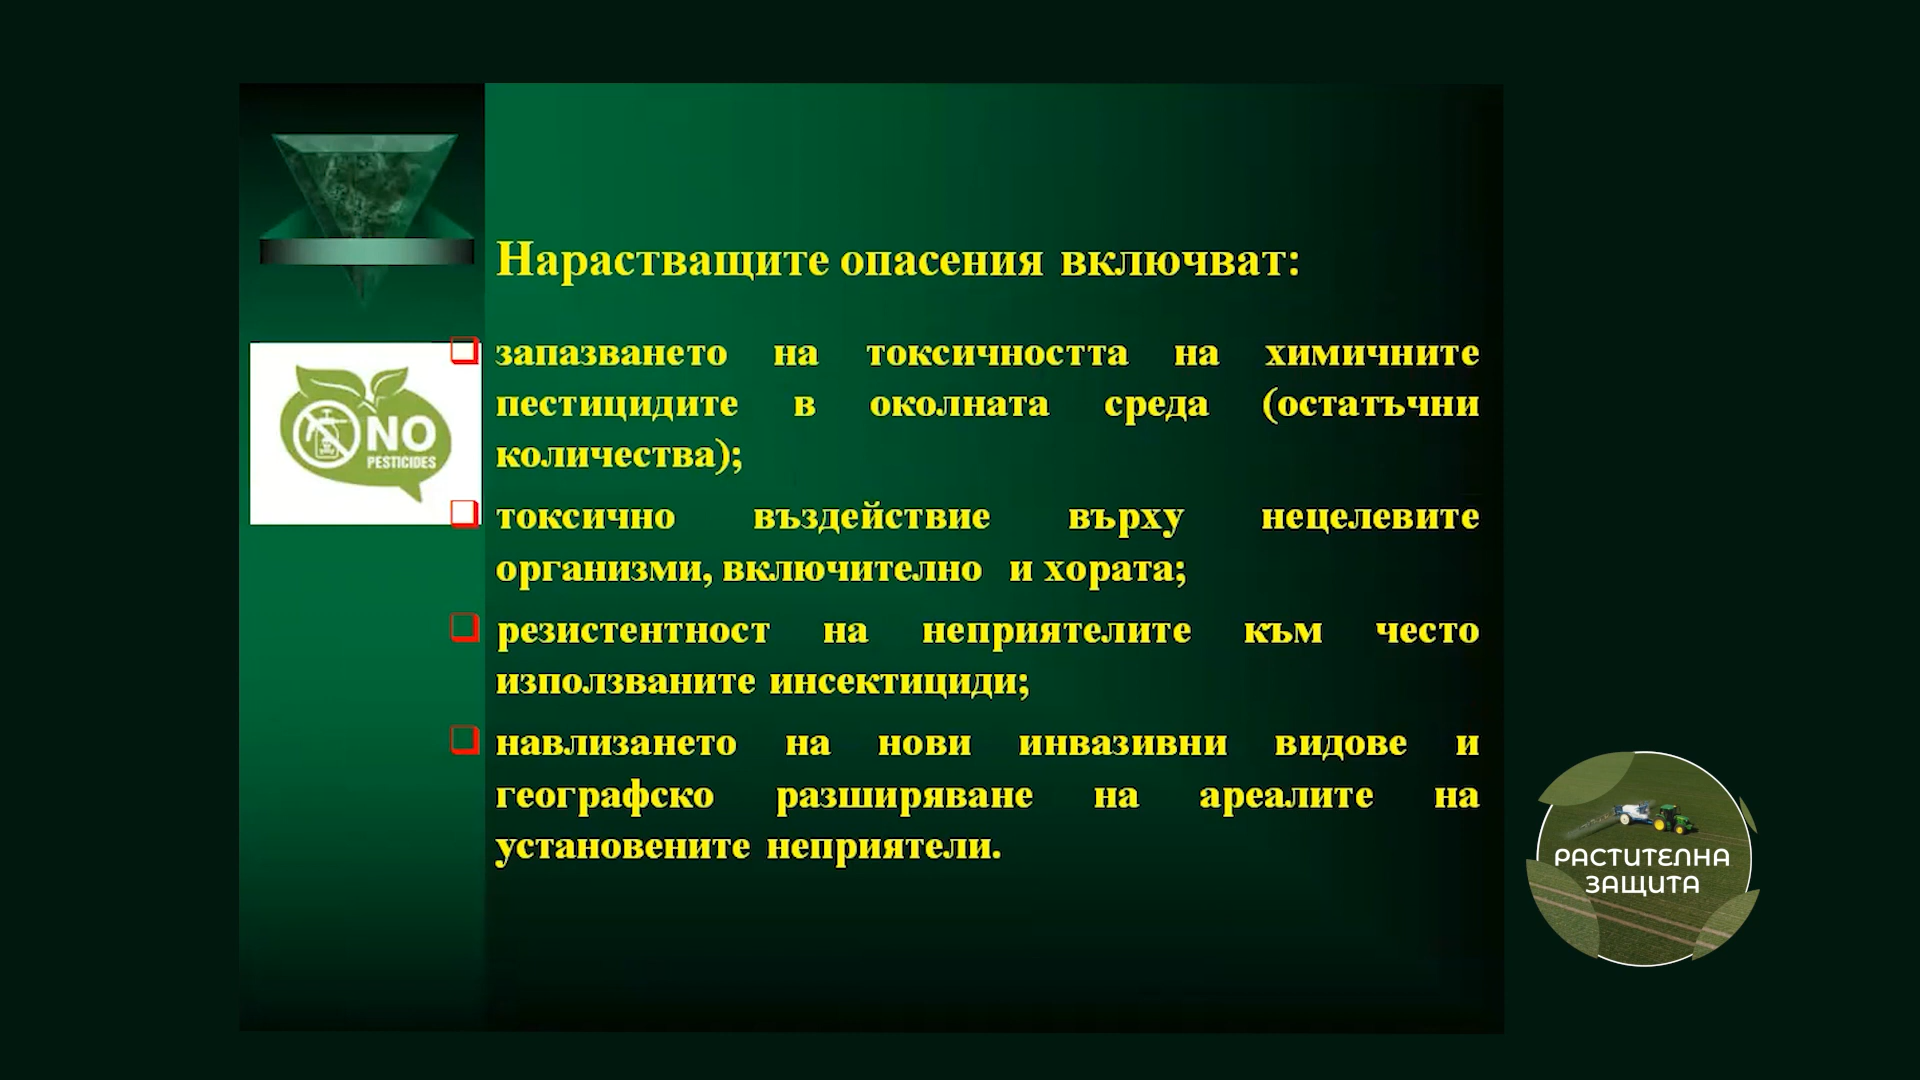 Нарастващите опасения включват:
запазването на токсичността на химичните
пестицидите в околната среда (остатъчни
количества);
токсично въздействие върху нецелевите
организми, включително и хората;
резистентност на неприятелите към често
използваните инсектициди;
навлизането на нови инвазивни видове и
географско разширяване на ареалите на
установените неприятели.
NO
PESTICIDES
РАСТИТЕЛНА
ЗАЩИТА